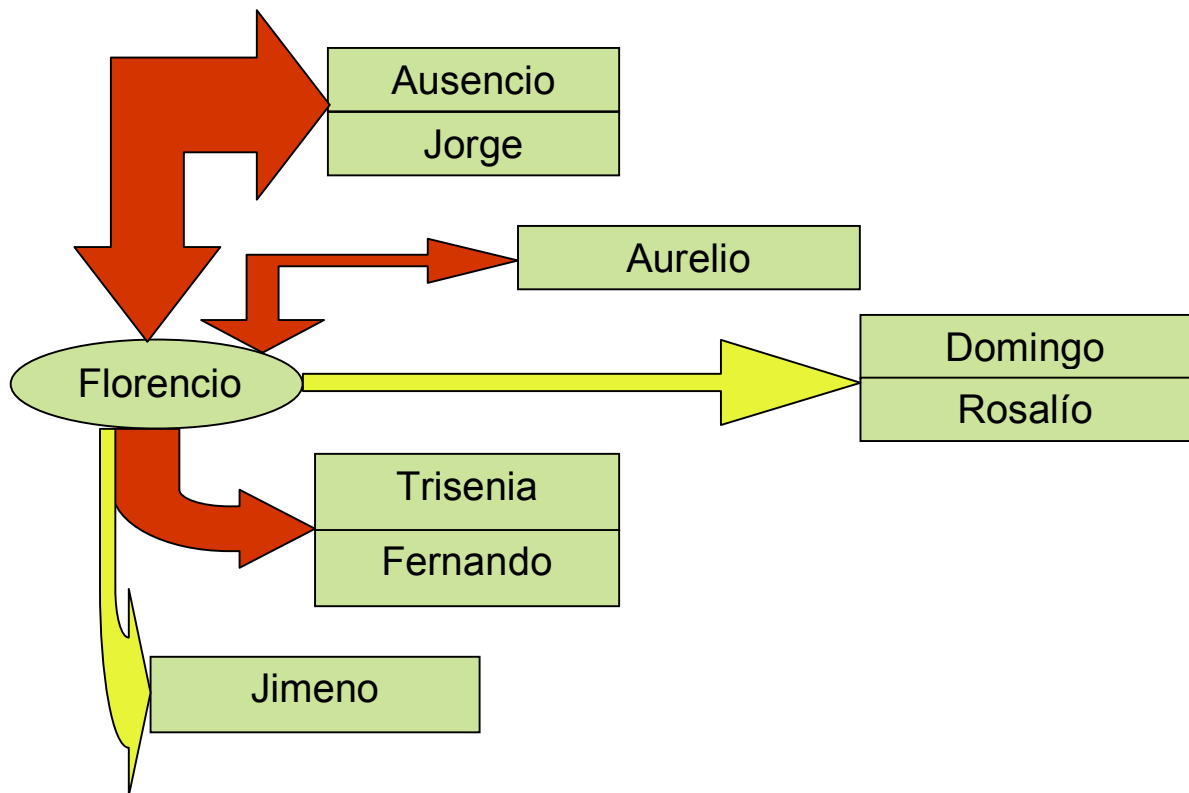 Ausencio
Jorge
Aurelio
Domingo
Rosalío
Florencio
Trisenia
Fernando
Jimeno